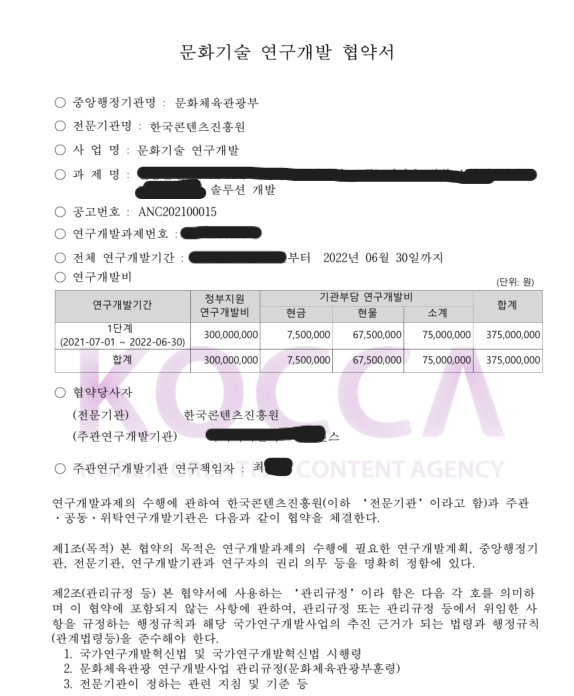 문화기술 연구개발 협약서
○ 중앙행정기관명 : 문화체육관광부
○ 전문기관명 : 한국콘텐츠진흥원
○ 사 업 명 : 문화기술 연구개발
○ 과 제 명 :
솔루션 개발
○ 공고번호 : ANC202100015
○ 연구개발과제번호 :
○ 전체 연구개발기간 : 부터 2022년 06월 30일까지
○ 연구개발비
(단위: 원)
연구개발기간 정부지원 연구개발비 기관부담 연구개발비 합계
현금 현물 소계
1단계
(2021-07-01 ~ 2022-06-30) 300,000,000 7,500,000 67,500,000 75,000,000 375,000,000
합계 300,000,000 7,500,000 67,500,000 75,000,000 375,000,000
○ 협약당사자
(전문기관) 한국콘텐츠진흥원
(주관연구개발기관) 스
○ 주관연구개발기관 연구책임자 : 최
KOCCA
KOREA CREATIVE CONTENT AGENCY
연구개발과제의 수행에 관하여 한국콘텐츠진흥원(이하 ‘전문기관’이라고 함)과 주관
・공동・위탁연구개발기관은 다음과 같이 협약을 체결한다.
제1조(목적) 본 협약의 목적은 연구개발과제의 수행에 필요한 연구개발계획, 중앙행정기
관, 전문기관, 연구개발기관과 연구자의 권리 의무 등을 명확히 정함에 있다.
제2조(관리규정 등) 본 협약서에 사용하는 ‘관리규정’이라 함은 다음 각 호를 의미하
며 이 협약에 포함되지 않는 사항에 관하여, 관리규정 또는 관리규정 등에서 위임한 사
항을 규정하는 행정규칙과 해당 국가연구개발사업의 추진 근거가 되는 법령과 행정규칙
(관계법령등)을 준수해야 한다.
1. 국가연구개발혁신법 및 국가연구개발혁신법 시행령
2. 문화체육관광 연구개발사업 관리규정(문화체육관광부훈령)
3. 전문기관이 정하는 관련 지침 및 기준 등